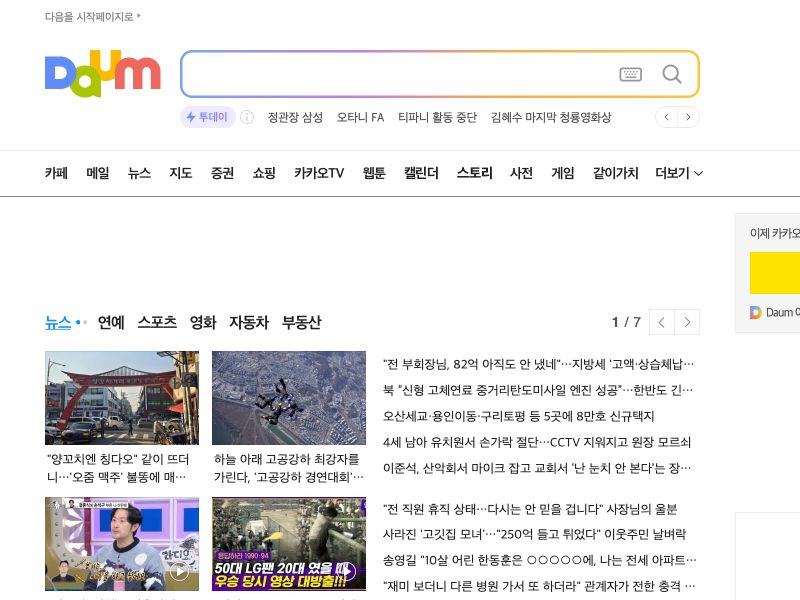 다음을 시작페이지로
Daum
투데이
정관장 삼성
오타니 FA
티파니 활동 중단
김혜수 마지막 청룡영화상
카페
메일
뉴스
지도
증권
쇼핑
카카오TV
웹툰
캘린더
스토리
사전
게임
같이가치
더보기
이제 카카오
Daum
뉴스
연예
스포츠
영화
자동차
부동산
1 / 7
"양꼬치엔 칭다오" 같이 뜨더
니…'오줌 맥주' 불똥에 매…
하늘 아래 고공강하 최강자를
가린다, '고공강하 경연대회'…
"전 부회장님, 82억 아직도 안 냈네"…지방세 '고액·상습체납…
북 “신형 고체연료 중거리탄도미사일 엔진 성공”…한반도 긴…
오산세교·용인이동·구리토평 등 5곳에 8만호 신규택지
4세 남아 유치원서 손가락 절단…CCTV 지워지고 원장 모르쇠
이준석, 산악회서 마이크 잡고 교회서 ‘난 눈치 안 본다’는 장…
응답하라 1990·94
50대 LG팬 20대 였을 때
우승 당시 영상 대방출!!!
"전 직원 휴직 상태…다시는 안 믿을 겁니다" 사장님의 울분
사라진 '고깃집 모녀'…"250억 들고 튀었다" 이웃주민 날벼락
송영길 "10살 어린 한동훈은 ○○○○○에, 나는 전세 아파트…
"재미 보더니 다른 병원 가서 또 하더라" 관계자가 전한 충격 …